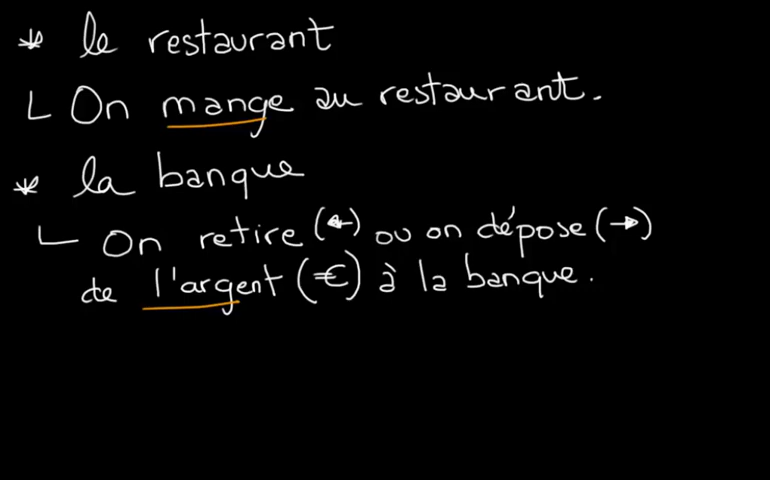 * le restaurant
└ On mange au restaurant.
* la banque
└ On retire (←) ou on dépose (→)
de l'argent (€) à la banque.